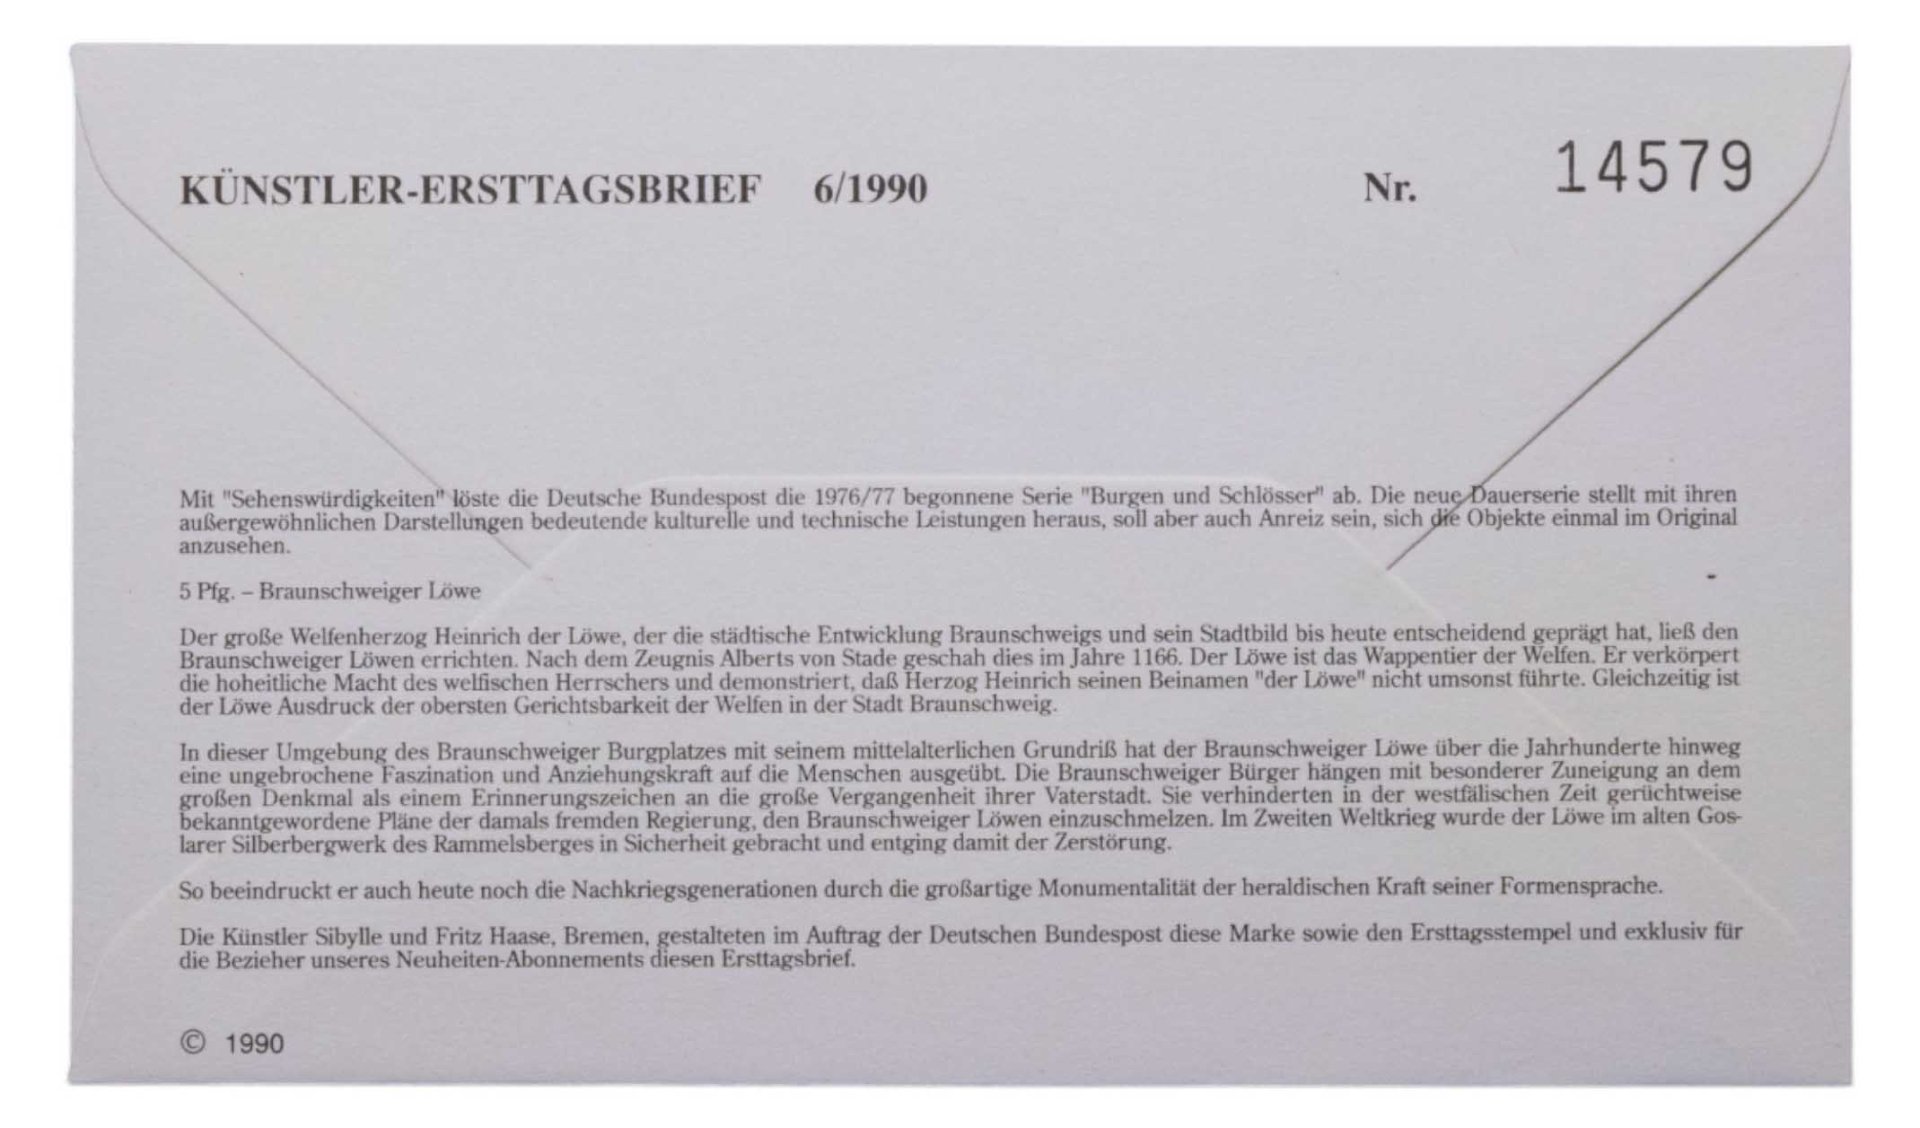 KÜNSTLER-ERSTTAGSBRIEF 6/1990 Nr. 14579
Mit "Sehenswürdigkeiten" löste die Deutsche Bundespost die 1976/77 begonnene Serie "Burgen und Schlösser" ab. Die neue Dauerserie stellt mit ihren
außergewöhnlichen Darstellungen bedeutende kulturelle und technische Leistungen heraus, soll aber auch Anreiz sein, sich die Objekte einmal im Original
anzusehen.
5 Pfg. – Braunschweiger Löwe
Der große Welfenherzog Heinrich der Löwe, der die städtische Entwicklung Braunschweigs und sein Stadtbild bis heute entscheidend geprägt hat, ließ den
Braunschweiger Löwen errichten. Nach dem Zeugnis Alberts von Stade geschah dies im Jahre 1166. Der Löwe ist das Wappentier der Welfen. Er verkörpert
die hoheitliche Macht des welfischen Herrschers und demonstriert, daß Herzog Heinrich seinen Beinamen "der Löwe" nicht umsonst führte. Gleichzeitig ist
der Löwe Ausdruck der obersten Gerichtsbarkeit der Welfen in der Stadt Braunschweig.
In dieser Umgebung des Braunschweiger Burgplatzes mit seinem mittelalterlichen Grundriß hat der Braunschweiger Löwe über die Jahrhunderte hinweg
eine ungebrochene Faszination und Anziehungskraft auf die Menschen ausgeübt. Die Braunschweiger Bürger hängen mit besonderer Zuneigung an dem
großen Denkmal als einem Erinnerungszeichen an die große Vergangenheit ihrer Vaterstadt. Sie verhinderten in der westfälischen Zeit gerüchtweise
bekanntgewordene Pläne der damals fremden Regierung, den Braunschweiger Löwen einzuschmelzen. Im Zweiten Weltkrieg wurde der Löwe im alten Gos-
larer Silberbergwerk des Rammelsberges in Sicherheit gebracht und entging damit der Zerstörung.
So beeindruckt er auch heute noch die Nachkriegsgenerationen durch die großartige Monumentalität der heraldischen Kraft seiner Formensprache.
Die Künstler Sibylle und Fritz Haase, Bremen, gestalteten im Auftrag der Deutschen Bundespost diese Marke sowie den Ersttagsstempel und exklusiv für
die Bezieher unseres Neuheiten-Abonnements diesen Ersttagsbrief.
© 1990